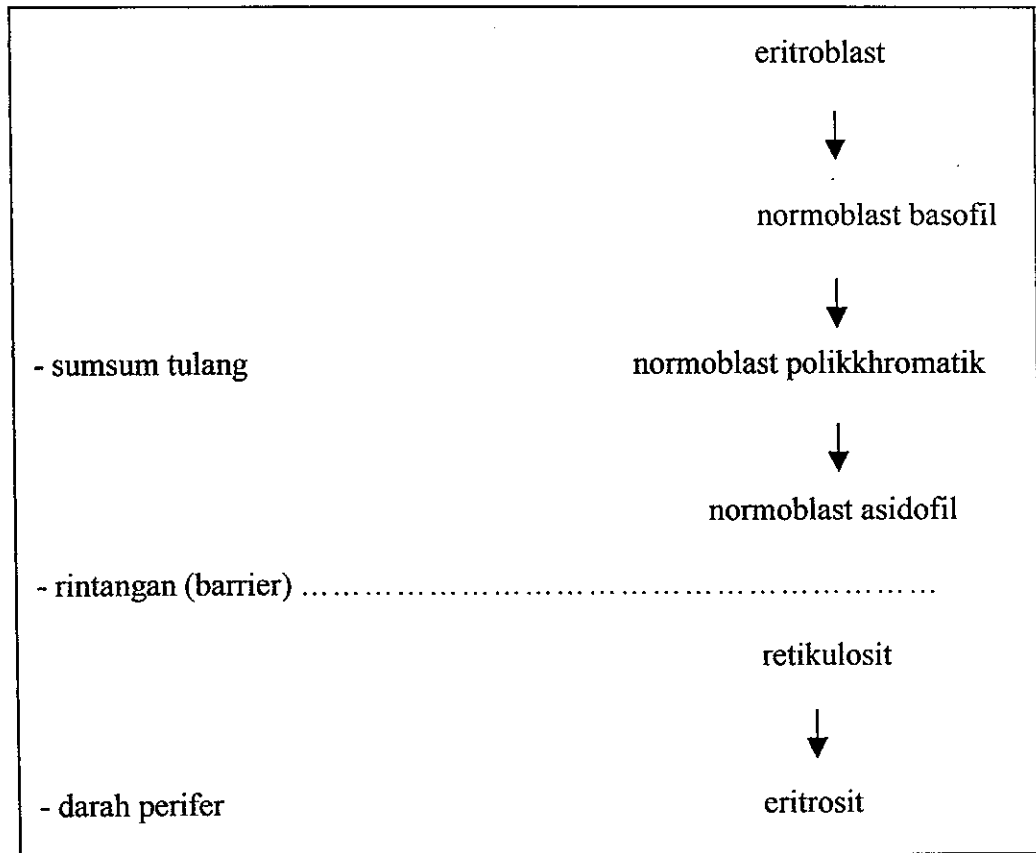 eritroblast
normoblast basofil
- sumsum tulang normoblast polikkhromatik
normoblast asidofil
- rintangan (barrier) ……………………………………………………
retikulosit
- darah perifer eritrosit